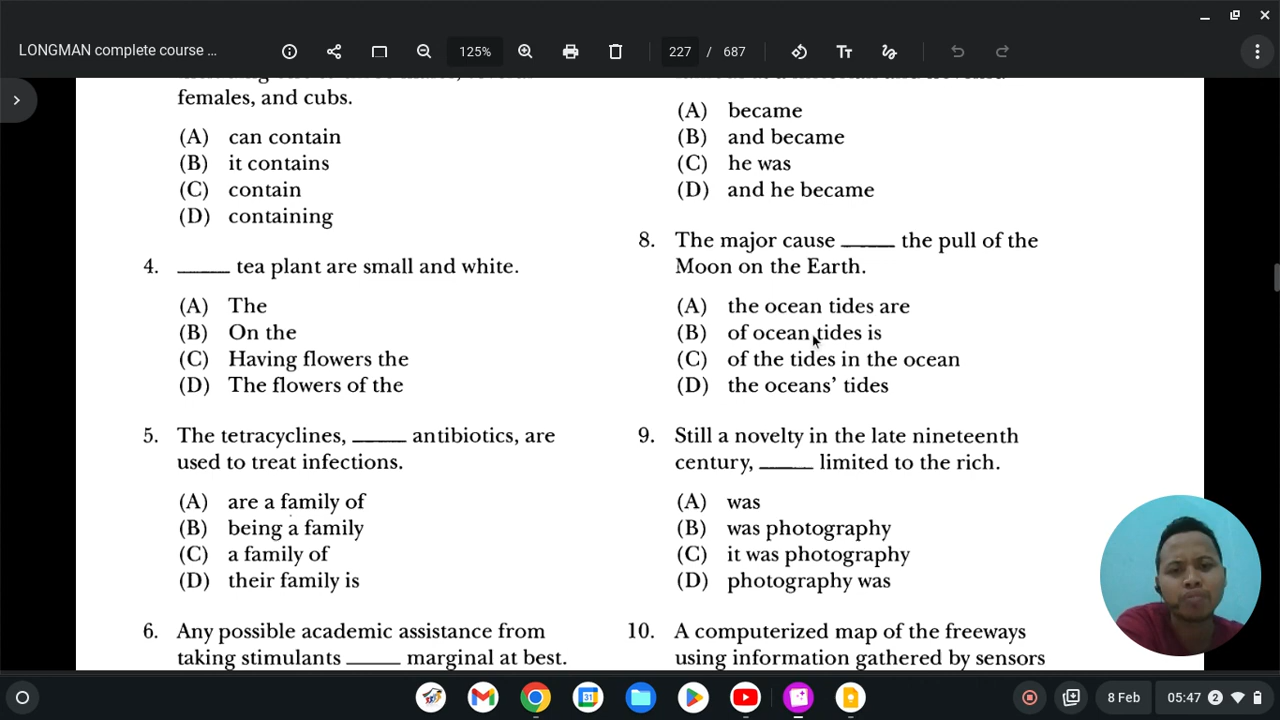 LONGMAN complete course ...
125%
227 / 687
females, and cubs.
(A) can contain
(B) it contains
(C) contain
(D) containing
4. _____ tea plant are small and white.
(A) The
(B) On the
(C) Having flowers the
(D) The flowers of the
5. The tetracyclines, _____ antibiotics, are
used to treat infections.
(A) are a family of
(B) being a family
(C) a family of
(D) their family is
6. Any possible academic assistance from
taking stimulants _____ marginal at best.
(A) became
(B) and became
(C) he was
(D) and he became
8. The major cause _____ the pull of the
Moon on the Earth.
(A) the ocean tides are
(B) of ocean tides is
(C) of the tides in the ocean
(D) the oceans' tides
9. Still a novelty in the late nineteenth
century, _____ limited to the rich.
(A) was
(B) was photography
(C) it was photography
(D) photography was
10. A computerized map of the freeways
using information gathered by sensors
8 Feb
05:47 2